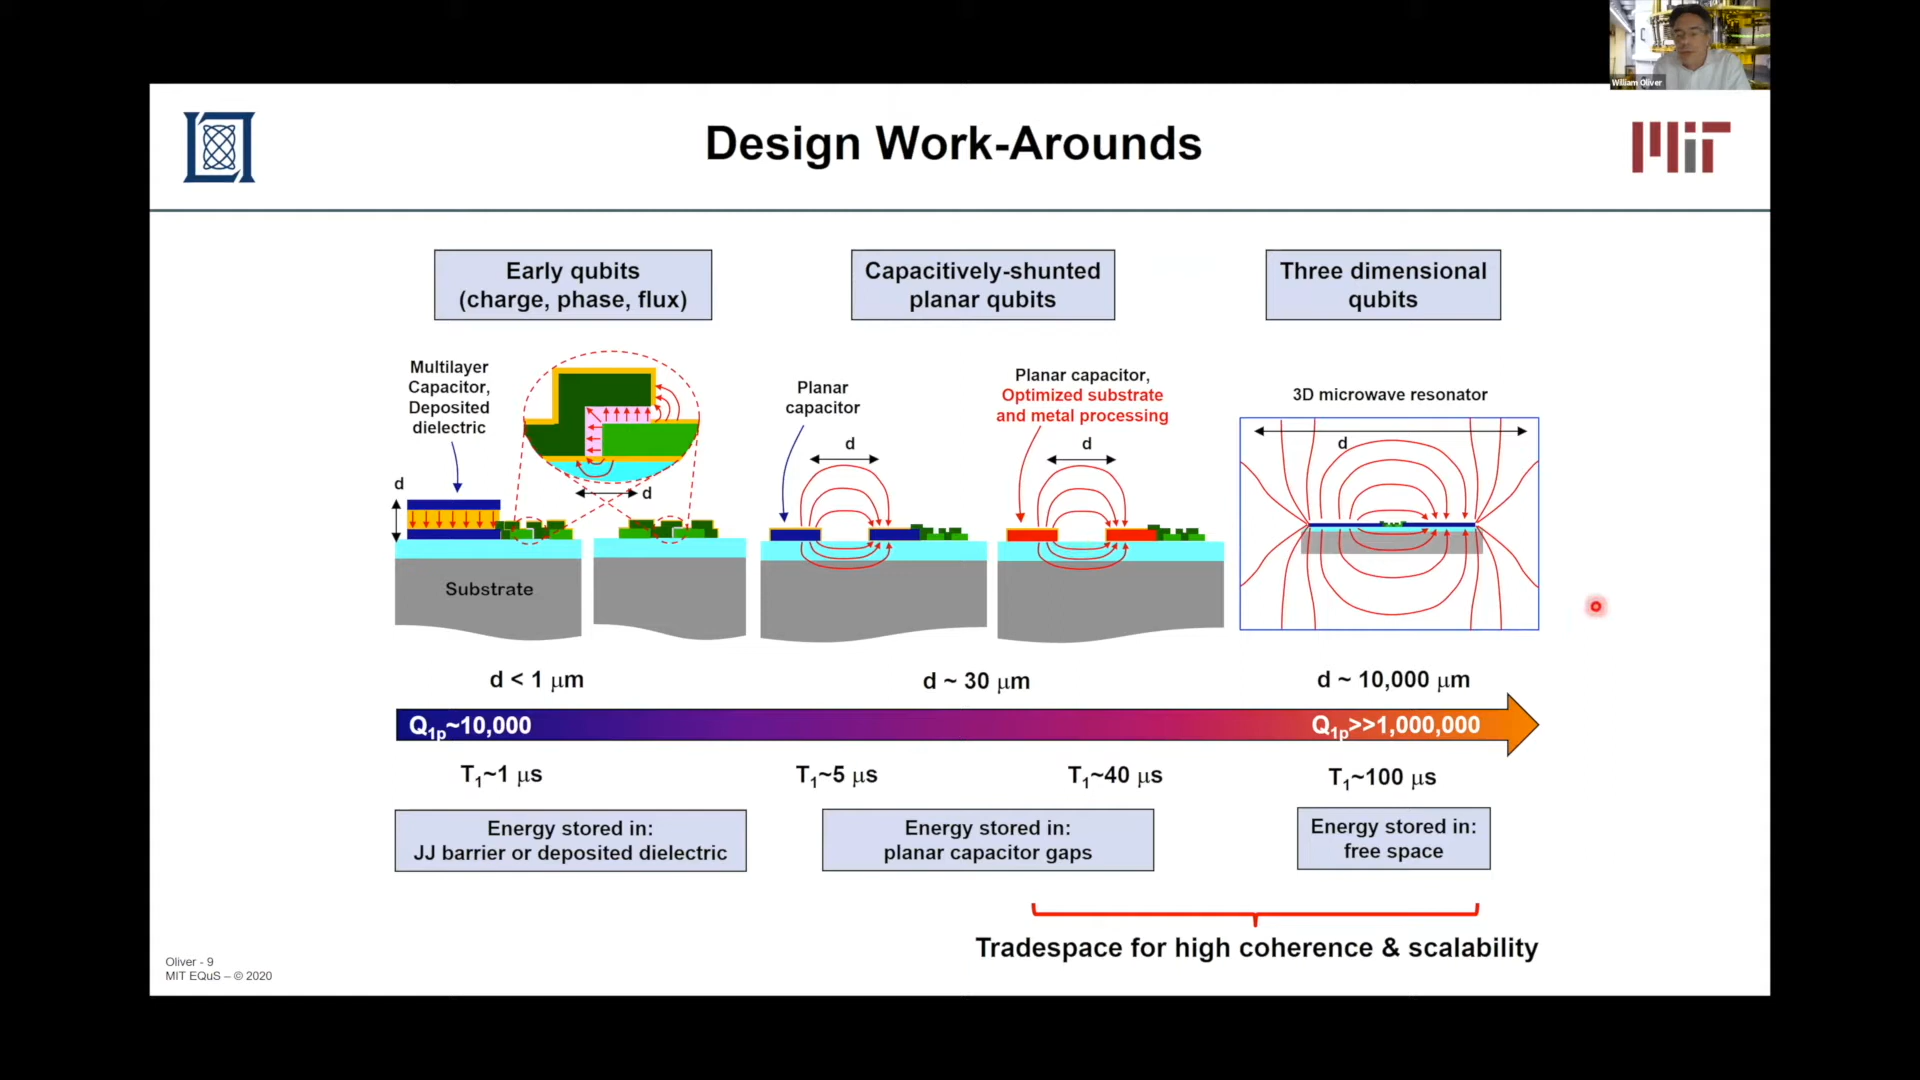 William Oliver
Design Work-Arounds
MIT
Early qubits
(charge, phase, flux)
Capacitively-shunted
planar qubits
Three dimensional
qubits
Multilayer
Capacitor,
Deposited
dielectric
Planar
capacitor
Planar capacitor,
Optimized substrate
and metal processing
3D microwave resonator
d
d
d
d
d
Substrate
d < 1 μm
d ~ 30 μm
d ~ 10,000 μm
Q1p~10,000
Q1p>>1,000,000
T1~1 μs
T1~5 μs
T1~40 μs
T1~100 μs
Energy stored in:
JJ barrier or deposited dielectric
Energy stored in:
planar capacitor gaps
Energy stored in:
free space
Tradespace for high coherence & scalability
Oliver - 9
MIT EQuS – © 2020